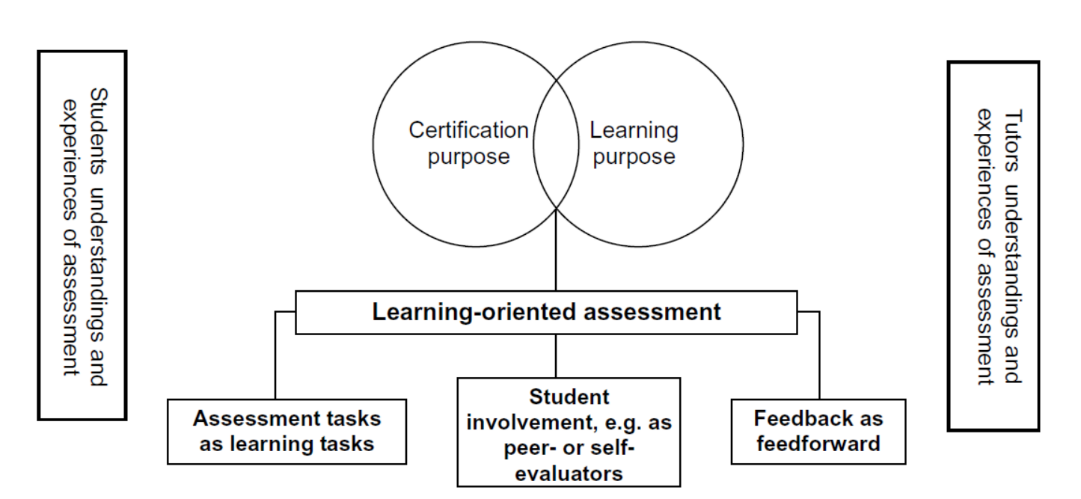 Students understandings and
experiences of assessment
Certification
purpose
Learning
purpose
Tutors understandings and
experiences of assessment
Learning-oriented assessment
Assessment tasks
as learning tasks
Student
involvement, e.g. as
peer- or self-
evaluators
Feedback as
feedforward